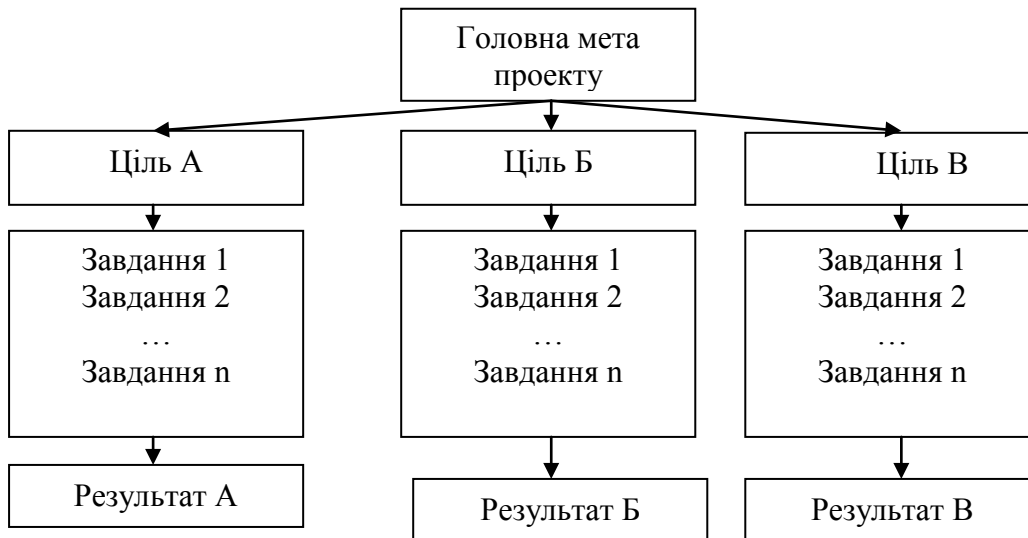 Головна мета
проекту
Ціль А
Ціль Б
Ціль В
Завдання 1
Завдання 2
…
Завдання n
Завдання 1
Завдання 2
…
Завдання n
Завдання 1
Завдання 2
…
Завдання n
Результат А
Результат Б
Результат В